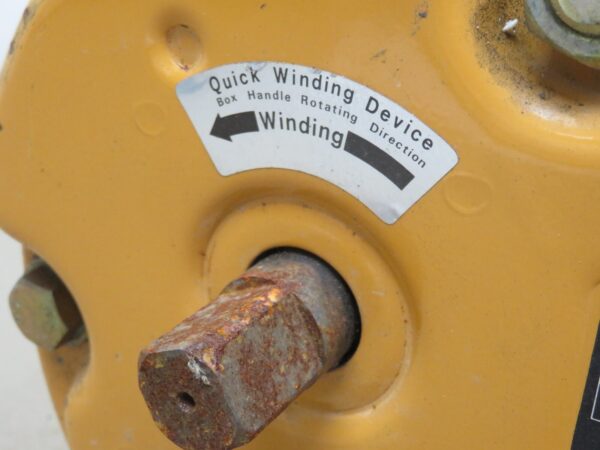 Quick Winding Device
Box Handle Rotating Direction
Winding